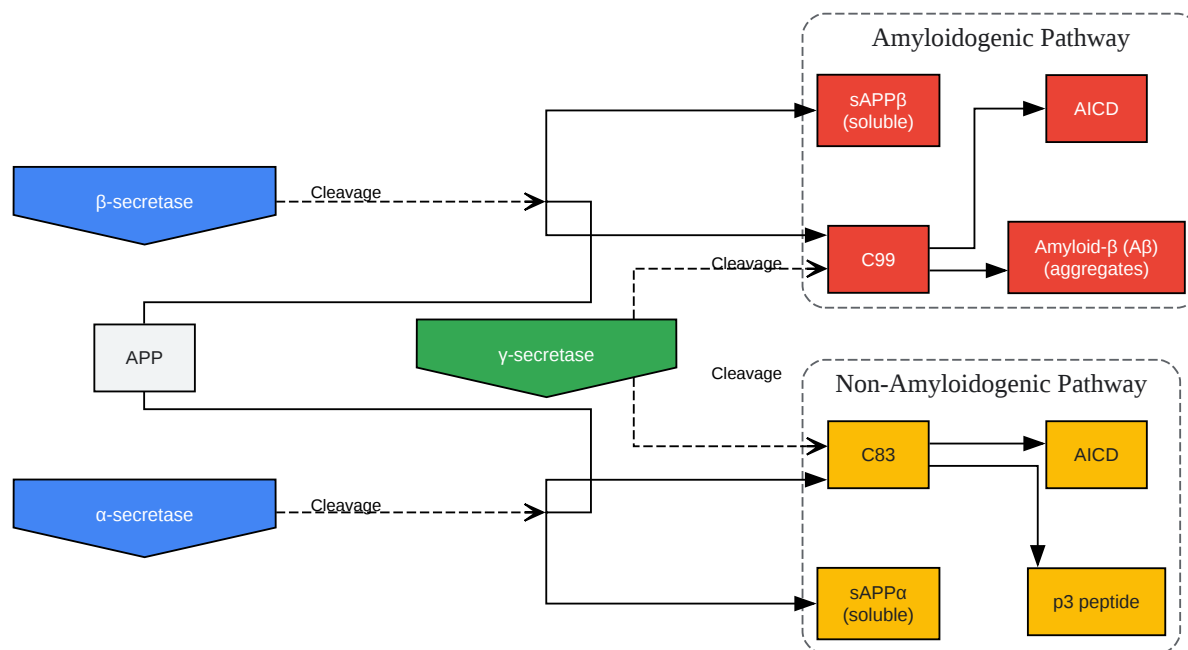 Amyloidogenic Pathway
sAPPβ
(soluble)
AICD
β-secretase
Cleavage
C99
Amyloid-β (Aβ)
(aggregates)
Cleavage
APP
γ-secretase
Cleavage
Non-Amyloidogenic Pathway
C83
AICD
α-secretase
Cleavage
sAPPα
(soluble)
p3 peptide